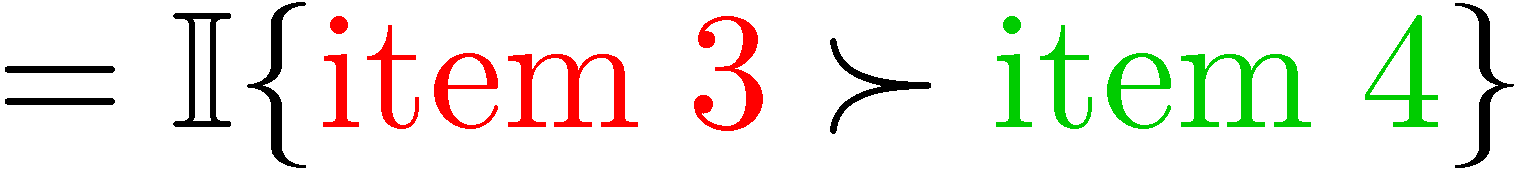 = 𝕀{item 3 ≻ item 4}